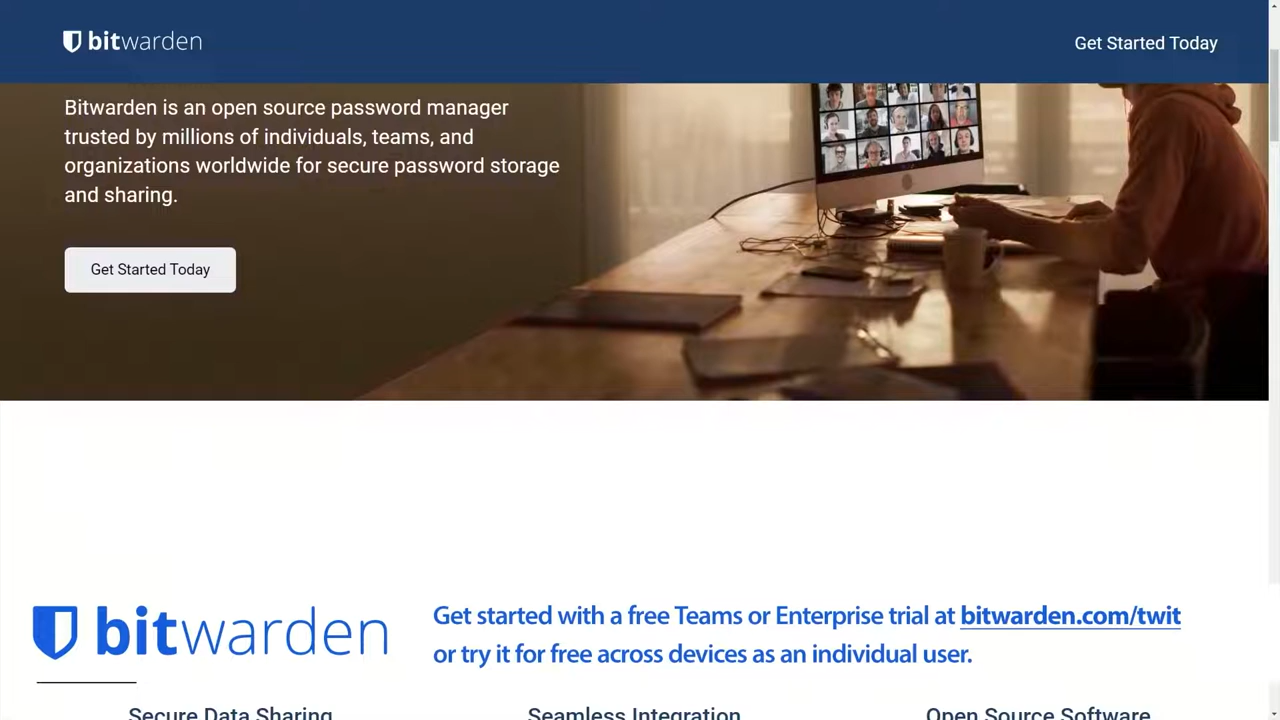 bitwarden
Get Started Today
Bitwarden is an open source password manager
trusted by millions of individuals, teams, and
organizations worldwide for secure password storage
and sharing.
Get Started Today
bitwarden
Get started with a free Teams or Enterprise trial at bitwarden.com/twit
or try it for free across devices as an individual user.
Secure Data Sharing
Seamless Integration
Open Source Software